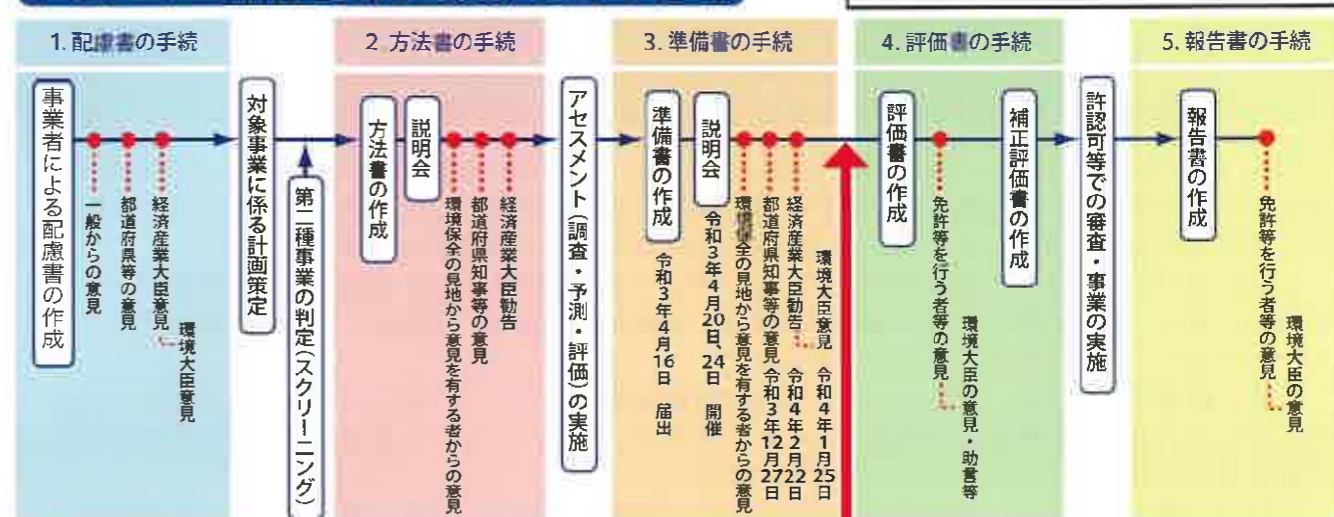 1. 配慮書の手続
事業者による配慮書の作成
一般からの意見
都道府県等の意見
経済産業大臣意見
環境大臣意見
対象事業に係る計画策定
第二種事業の判定(スクリーニング)
2. 方法書の手続
方法書の作成
説明会
環境保全の見地から意見を有する者からの意見
都道府県知事等の意見
経済産業大臣勧告
アセスメント(調査・予測・評価)の実施
3. 準備書の手続
準備書の作成
令和3年4月16日 届出
説明会
令和3年4月20日、24日 開催
環境保全の見地から意見を有する者からの意見
都道府県知事等の意見 令和3年12月27日
経済産業大臣勧告 令和4年2月22日
環境大臣意見 令和4年1月25日
4. 評価書の手続
評価書の作成
免許等を行う者等の意見
環境大臣の意見・助言等
補正評価書の作成
許認可等での審査・事業の実施
5. 報告書の手続
報告書の作成
免許等を行う者等の意見
環境大臣の意見